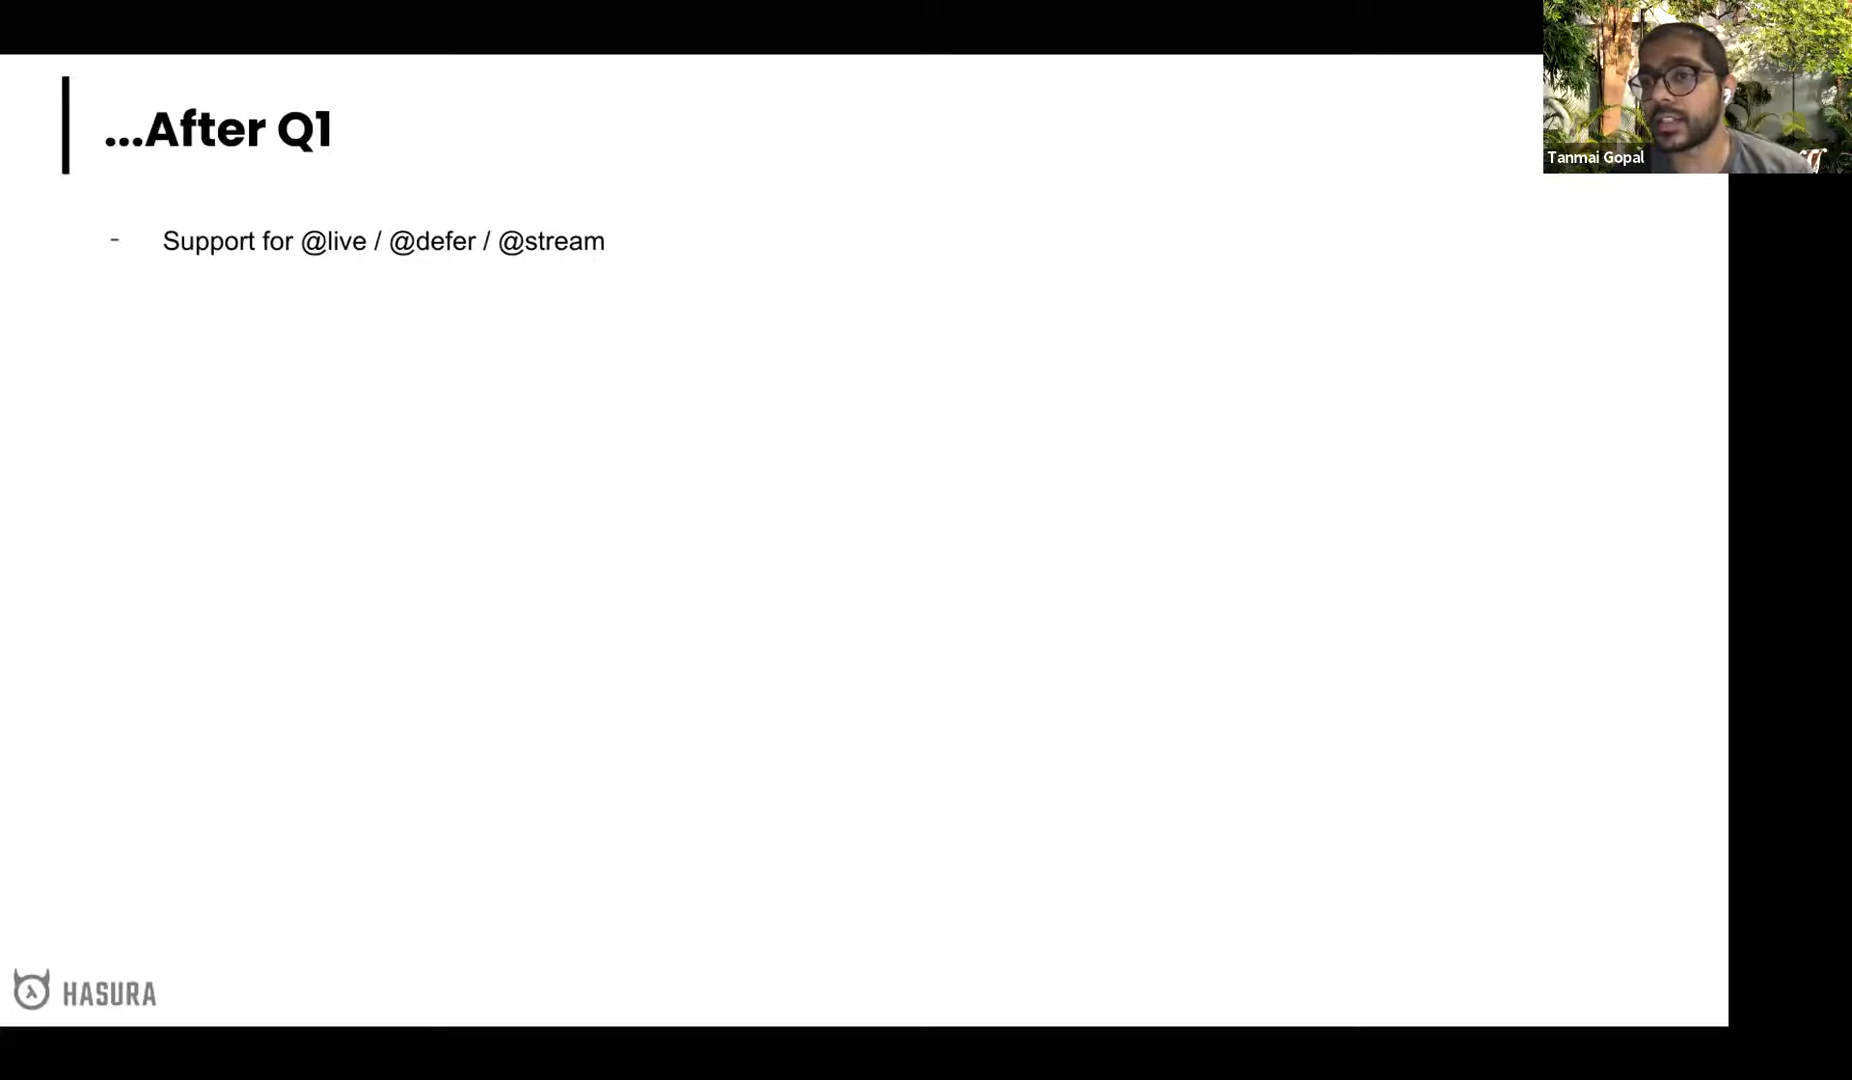 ...After Q1
Tanmai Gopal
- Support for @live / @defer / @stream
HASURA